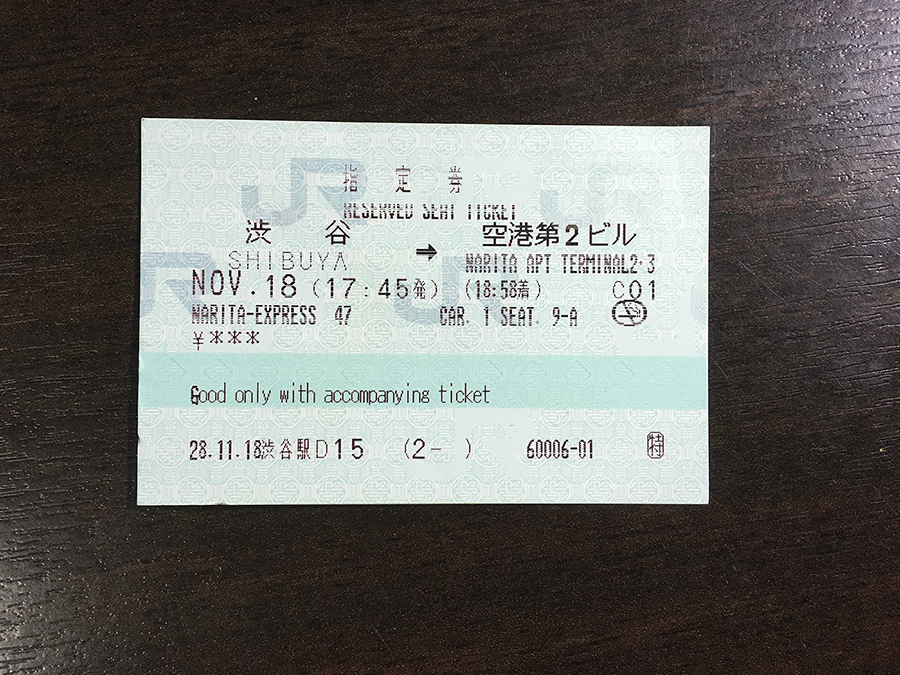 指定券
RESERVED SEAT TICKET
渋谷 → 空港第2ビル
SHIBUYA NARITA APT TERMINAL2·3
NOV.18 (17:45発) (18:58着) C01
NARITA-EXPRESS 47 CAR. 1 SEAT. 9-A
¥***
Good only with accompanying ticket
28.11.18渋谷駅D15 (2- ) 60006-01 特
JR